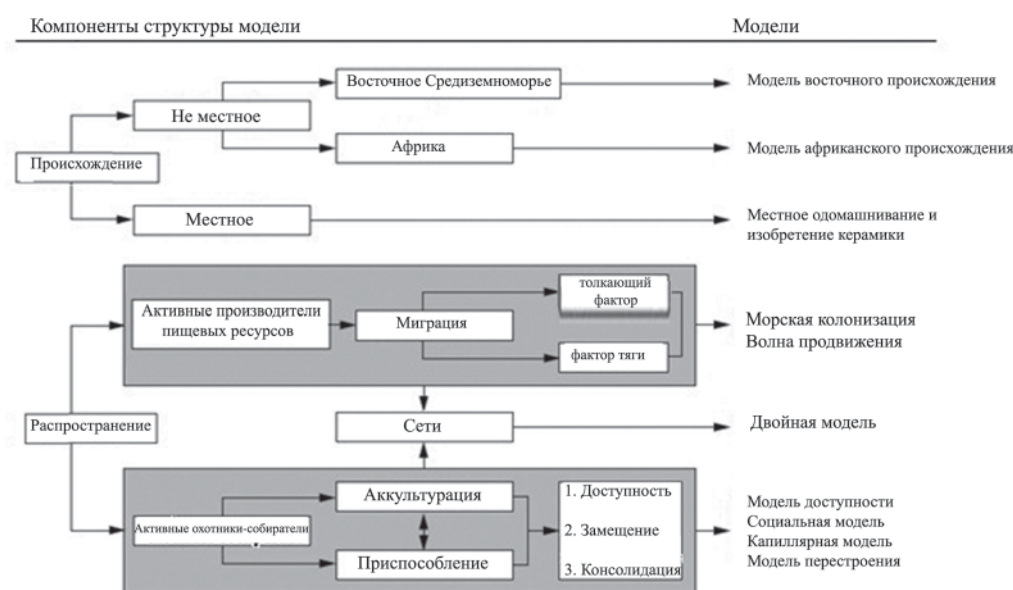 Компоненты структуры модели
Модели
Восточное Средиземноморье
Модель восточного происхождения
Не местное
Африка
Модель африканского происхождения
Происхождение
Местное
Местное одомашнивание и
изобретение керамики
толкающий
фактор
Активные производители
пищевых ресурсов
Миграция
Морская колонизация
Волна продвижения
фактор тяги
Распространение
Сети
Двойная модель
Аккультурация
1. Доступность
Модель доступности
Социальная модель
Активные охотники-собиратели
2. Замещение
Капиллярная модель
Модель перестроения
Приспособление
3. Консолидация